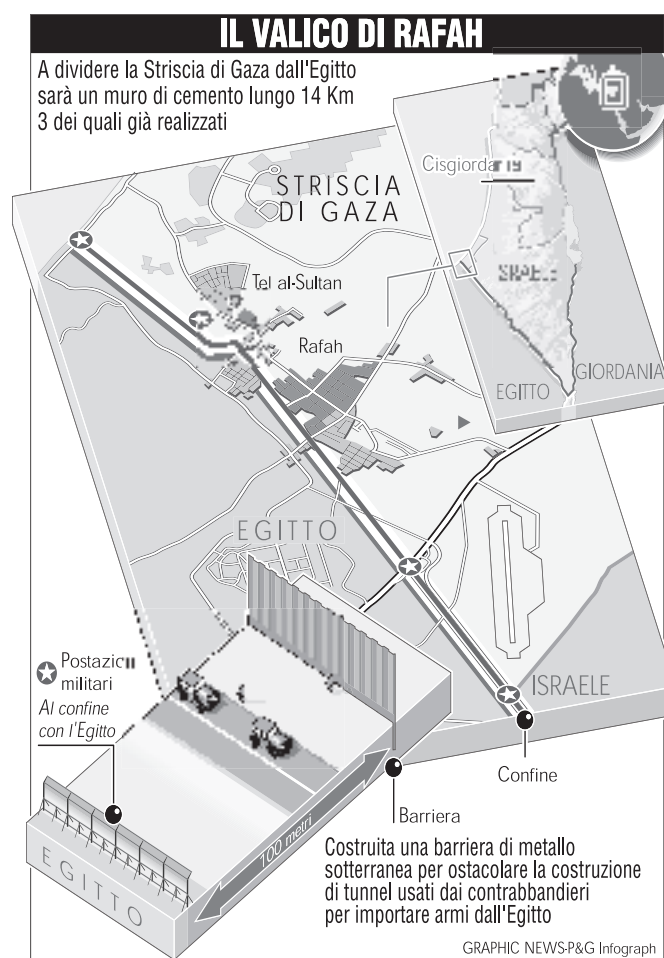 IL VALICO DI RAFAH
A dividere la Striscia di Gaza dall'Egitto
sarà un muro di cemento lungo 14 Km
3 dei quali già realizzati
STRISCIA
DI GAZA
Tel al-Sultan
Rafah
EGITTO
ISRAELE
Confine
EGITTO
GIORDANIA
militari
Al confine
con l'Egitto
Barriera
100 metri
EGITTO
Costruita una barriera di metallo
sotterranea per ostacolare la costruzione
di tunnel usati dai contrabbandieri
per importare armi dall'Egitto
GRAPHIC NEWS-P&G Infograph